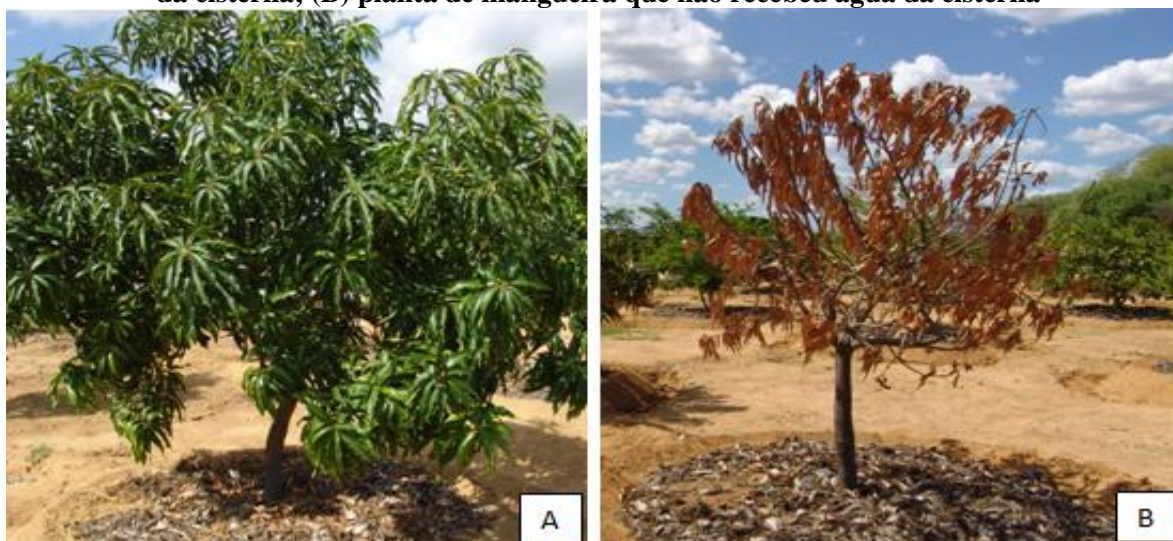 da cisterna; (B) planta de mangueira que não recebeu água da cisterna
A
B